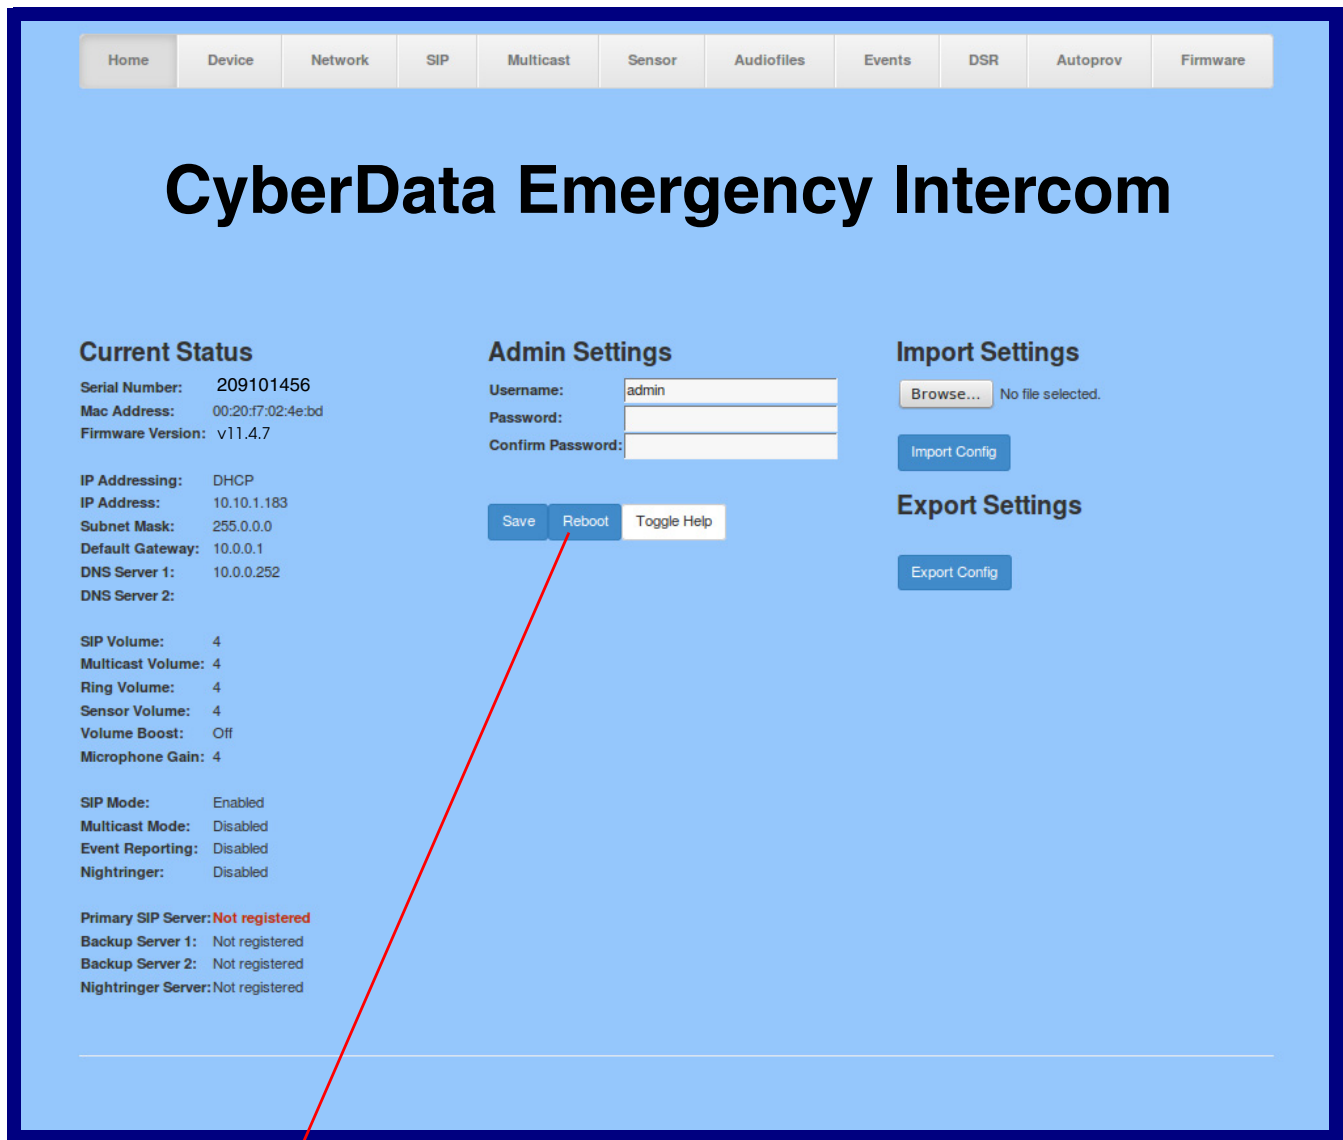 Home Device Network SIP Multicast Sensor Audiofiles Events DSR Autoprov Firmware
CyberData Emergency Intercom
Current Status
Serial Number: 209101456
Mac Address: 00:20:f7:02:4e:bd
Firmware Version: v11.4.7
IP Addressing: DHCP
IP Address: 10.10.1.183
Subnet Mask: 255.0.0.0
Default Gateway: 10.0.0.1
DNS Server 1: 10.0.0.252
DNS Server 2:
SIP Volume: 4
Multicast Volume: 4
Ring Volume: 4
Sensor Volume: 4
Volume Boost: Off
Microphone Gain: 4
SIP Mode: Enabled
Multicast Mode: Disabled
Event Reporting: Disabled
Nightringer: Disabled
Primary SIP Server: Not registered
Backup Server 1: Not registered
Backup Server 2: Not registered
Nightringer Server: Not registered
Admin Settings
Username: admin
Password:
Confirm Password:
Save Reboot Toggle Help
Import Settings
Browse... No file selected.
Import Config
Export Settings
Export Config